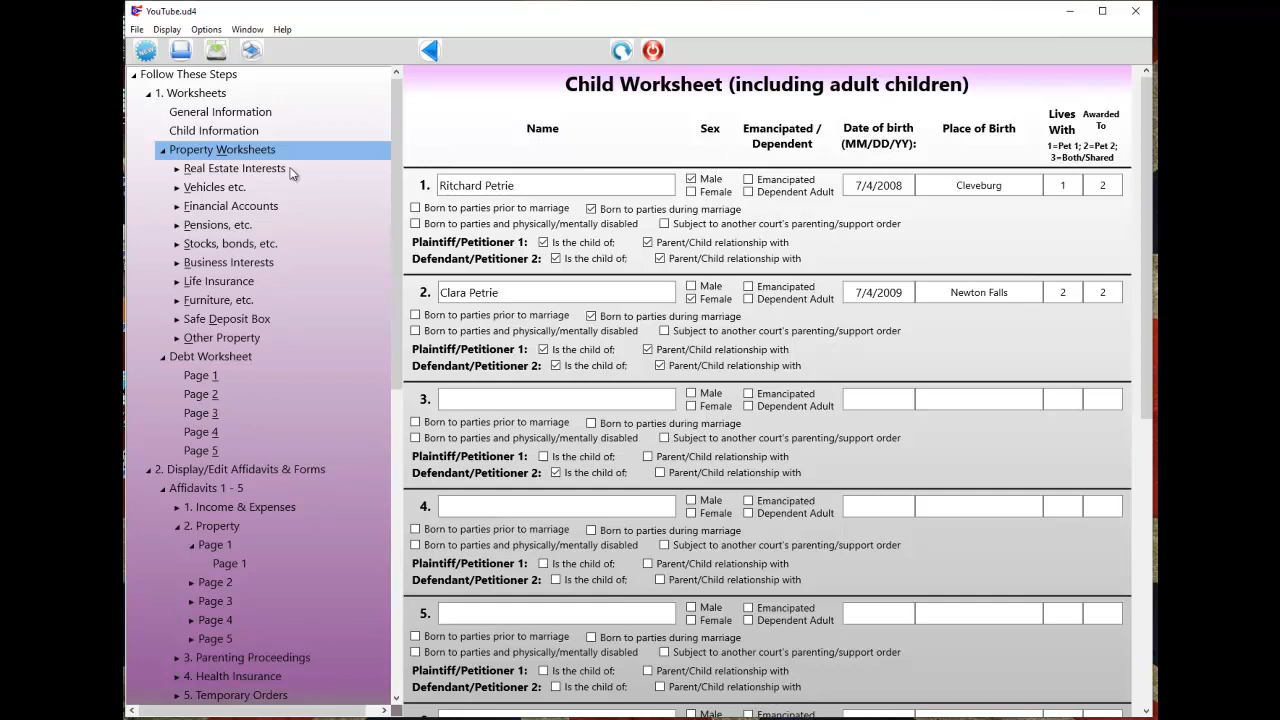 YouTube.ud4
File Display Options Window Help
NEW
Follow These Steps
1. Worksheets
General Information
Child Information
Property Worksheets
Real Estate Interests
Vehicles etc.
Financial Accounts
Pensions, etc.
Stocks, bonds, etc.
Business Interests
Life Insurance
Furniture, etc.
Safe Deposit Box
Other Property
Debt Worksheet
Page 1
Page 2
Page 3
Page 4
Page 5
2. Display/Edit Affidavits & Forms
Affidavits 1 - 5
1. Income & Expenses
2. Property
Page 1
Page 1
Page 2
Page 3
Page 4
Page 5
3. Parenting Proceedings
4. Health Insurance
5. Temporary Orders
Child Worksheet (including adult children)
Name Sex Emancipated / Dependent Date of birth (MM/DD/YY): Place of Birth Lives With Awarded To
1=Pet 1; 2=Pet 2; 3=Both/Shared
1. Ritchard Petrie Male Emancipated 7/4/2008 Cleveburg 1 2
Female Dependent Adult
Born to parties prior to marriage Born to parties during marriage
Born to parties and physically/mentally disabled Subject to another court's parenting/support order
Plaintiff/Petitioner 1: Is the child of; Parent/Child relationship with
Defendant/Petitioner 2: Is the child of; Parent/Child relationship with
2. Clara Petrie Male Emancipated 7/4/2009 Newton Falls 2 2
Female Dependent Adult
Born to parties prior to marriage Born to parties during marriage
Born to parties and physically/mentally disabled Subject to another court's parenting/support order
Plaintiff/Petitioner 1: Is the child of; Parent/Child relationship with
Defendant/Petitioner 2: Is the child of; Parent/Child relationship with
3. Male Emancipated
Female Dependent Adult
Born to parties prior to marriage Born to parties during marriage
Born to parties and physically/mentally disabled Subject to another court's parenting/support order
Plaintiff/Petitioner 1: Is the child of; Parent/Child relationship with
Defendant/Petitioner 2: Is the child of; Parent/Child relationship with
4. Male Emancipated
Female Dependent Adult
Born to parties prior to marriage Born to parties during marriage
Born to parties and physically/mentally disabled Subject to another court's parenting/support order
Plaintiff/Petitioner 1: Is the child of; Parent/Child relationship with
Defendant/Petitioner 2: Is the child of; Parent/Child relationship with
5. Male Emancipated
Female Dependent Adult
Born to parties prior to marriage Born to parties during marriage
Born to parties and physically/mentally disabled Subject to another court's parenting/support order
Plaintiff/Petitioner 1: Is the child of; Parent/Child relationship with
Defendant/Petitioner 2: Is the child of; Parent/Child relationship with
Male Emancipated